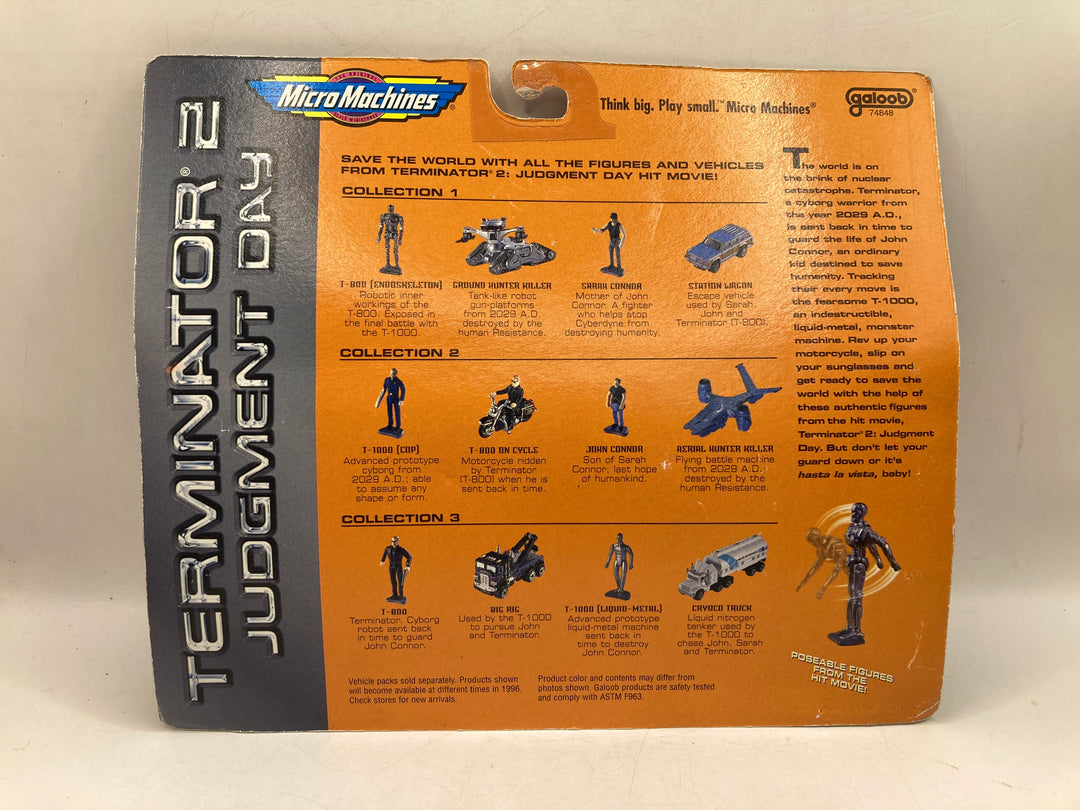 TERMINATOR® 2
JUDGMENT DAY
THE ORIGINAL
Micro Machines®
SCALE MINIATURES
Think big. Play small.™ Micro Machines®
galoob®
74848
SAVE THE WORLD WITH ALL THE FIGURES AND VEHICLES
FROM TERMINATOR® 2: JUDGMENT DAY HIT MOVIE!
COLLECTION 1
T-800 (ENDOSKELETON)
Robotic inner
workings of the
T-800. Exposed in
the final battle with
the T-1000.
GROUND HUNTER KILLER
Tank-like robot
gun-platforms
from 2029 A.D.
destroyed by the
human Resistance.
SARAH CONNOR
Mother of John
Connor. A fighter
who helps stop
Cyberdyne from
destroying humanity.
STATION WAGON
Escape vehicle
used by Sarah,
John and
Terminator (T-800).
COLLECTION 2
T-1000 (COP)
Advanced prototype
cyborg from
2029 A.D.; able
to assume any
shape or form.
T-800 ON CYCLE
Motorcycle ridden
by Terminator
(T-800) when he is
sent back in time.
JOHN CONNOR
Son of Sarah
Connor; last hope
of humankind.
AERIAL HUNTER KILLER
Flying battle machine
from 2029 A.D.;
destroyed by the
human Resistance.
COLLECTION 3
T-800
Terminator. Cyborg
robot sent back
in time to guard
John Connor.
BIG RIG
Used by the T-1000
to pursue John
and Terminator.
T-1000 (LIQUID-METAL)
Advanced prototype
liquid-metal machine
sent back in
time to destroy
John Connor.
CRYOCO TRUCK
Liquid nitrogen
tanker used by
the T-1000 to
chase John, Sarah
and Terminator.
Vehicle packs sold separately. Products shown
will become available at different times in 1996.
Check stores for new arrivals.
Product color and contents may differ from
photos shown. Galoob products are safety tested
and comply with ASTM F963.
The world is on
the brink of nuclear
catastrophe. Terminator,
a cyborg warrior from
the year 2029 A.D.,
is sent back in time to
guard the life of John
Connor, an ordinary
kid destined to save
humanity. Tracking
their every move is
the fearsome T-1000,
an indestructible,
liquid-metal, monster
machine. Rev up your
motorcycle, slip on
your sunglasses and
get ready to save the
world with the help of
these authentic figures
from the hit movie,
Terminator® 2: Judgment
Day. But don't let your
guard down or it's
hasta la vista, baby!
POSEABLE FIGURES
FROM THE
HIT MOVIE!